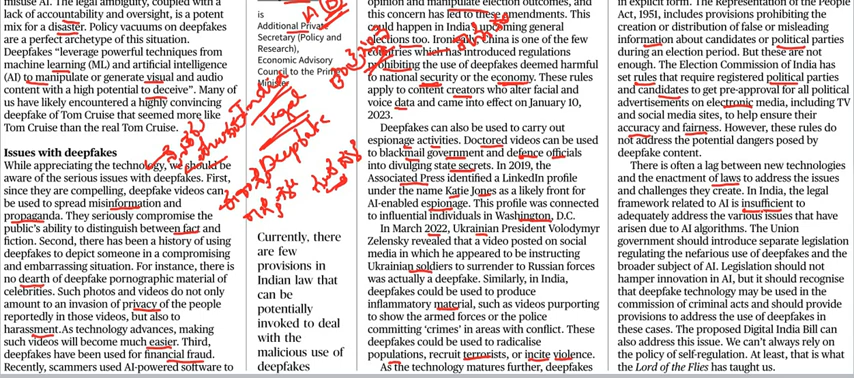 misuse AI. The legal ambiguity, coupled with a
lack of accountability and oversight, is a potent
mix for a disaster. Policy vacuums on deepfakes
are a perfect archetype of this situation.
Deepfakes “leverage powerful techniques from
machine learning (ML) and artificial intelligence
(AI) to manipulate or generate visual and audio
content with a high potential to deceive”. Many of
us have likely encountered a highly convincing
deepfake of Tom Cruise that seemed more like
Tom Cruise than the real Tom Cruise.
Issues with deepfakes
While appreciating the technology, we should be
aware of the serious issues with deepfakes. First,
since they are compelling, deepfake videos can
be used to spread misinformation and
propaganda. They seriously compromise the
public’s ability to distinguish between fact and
fiction. Second, there has been a history of using
deepfakes to depict someone in a compromising
and embarrassing situation. For instance, there is
no dearth of deepfake pornographic material of
celebrities. Such photos and videos do not only
amount to an invasion of privacy of the people
reportedly in those videos, but also to
harassment.As technology advances, making
such videos will become much easier. Third,
deepfakes have been used for financial fraud.
Recently, scammers used AI-powered software to
is
Additional Private
Secretary (Policy and
Research),
Economic Advisory
Council to the Prime
Minister
AI
India
legal
Deepfake
Currently, there
are few
provisions in
Indian law that
can be
potentially
invoked to deal
with the
malicious use of
deepfakes
opinion and manipulate election outcomes, and
this concern has led to the amendments. This
could happen in India’s upcoming general
elections too. Ironically, China is one of the few
countries which has introduced regulations
prohibiting the use of deepfakes deemed harmful
to national security or the economy. These rules
apply to content creators who alter facial and
voice data and came into effect on January 10,
2023.
Deepfakes can also be used to carry out
espionage activities. Doctored videos can be used
to blackmail government and defence officials
into divulging state secrets. In 2019, the
Associated Press identified a LinkedIn profile
under the name Katie Jones as a likely front for
AI-enabled espionage. This profile was connected
to influential individuals in Washington, D.C.
In March 2022, Ukrainian President Volodymyr
Zelensky revealed that a video posted on social
media in which he appeared to be instructing
Ukrainian soldiers to surrender to Russian forces
was actually a deepfake. Similarly, in India,
deepfakes could be used to produce
inflammatory material, such as videos purporting
to show the armed forces or the police
committing ‘crimes’ in areas with conflict. These
deepfakes could be used to radicalise
populations, recruit terrorists, or incite violence.
As the technology matures further, deepfakes
in explicit form. The Representation of the People
Act, 1951, includes provisions prohibiting the
creation or distribution of false or misleading
information about candidates or political parties
during an election period. But these are not
enough. The Election Commission of India has
set rules that require registered political parties
and candidates to get pre-approval for all political
advertisements on electronic media, including TV
and social media sites, to help ensure their
accuracy and fairness. However, these rules do
not address the potential dangers posed by
deepfake content.
There is often a lag between new technologies
and the enactment of laws to address the issues
and challenges they create. In India, the legal
framework related to AI is insufficient to
adequately address the various issues that have
arisen due to AI algorithms. The Union
government should introduce separate legislation
regulating the nefarious use of deepfakes and the
broader subject of AI. Legislation should not
hamper innovation in AI, but it should recognise
that deepfake technology may be used in the
commission of criminal acts and should provide
provisions to address the use of deepfakes in
these cases. The proposed Digital India Bill can
also address this issue. We can’t always rely on
the policy of self-regulation. At least, that is what
the Lord of the Flies has taught us.